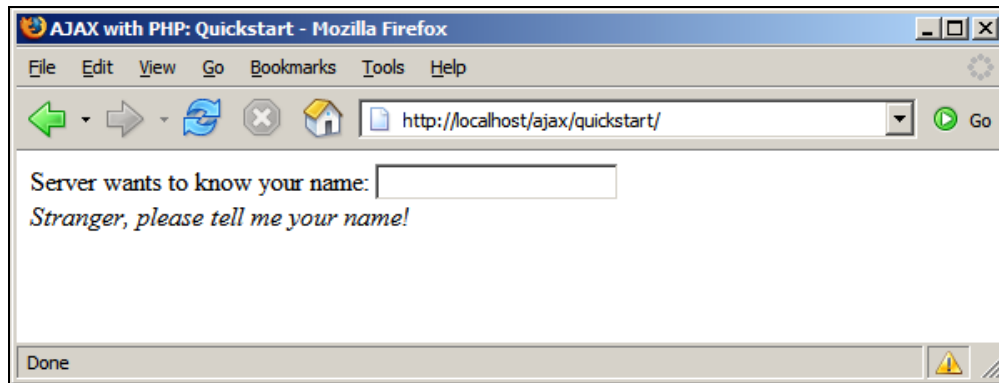 AJAX with PHP: Quickstart - Mozilla Firefox
File Edit View Go Bookmarks Tools Help
http://localhost/ajax/quickstart/ Go
Server wants to know your name:
Stranger, please tell me your name!
Done